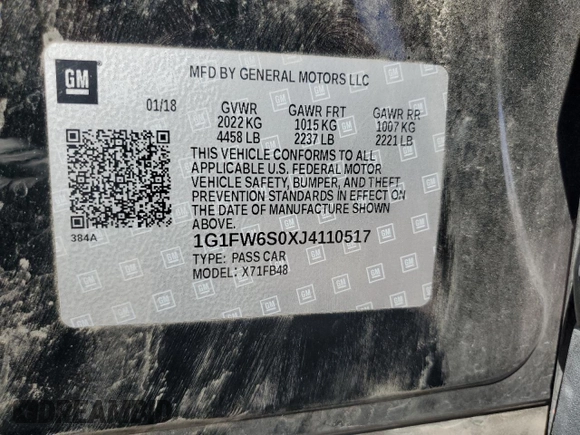 GM
MFD BY GENERAL MOTORS LLC
01/18 GVWR GAWR FRT GAWR RR
2022 KG 1015 KG 1007 KG
4458 LB 2237 LB 2221 LB
THIS VEHICLE CONFORMS TO ALL
APPLICABLE U.S. FEDERAL MOTOR
VEHICLE SAFETY, BUMPER, AND THEFT
PREVENTION STANDARDS IN EFFECT ON
THE DATE OF MANUFACTURE SHOWN
ABOVE.
384A
1G1FW6S0XJ4110517
TYPE: PASS CAR
MODEL: X71FB48
DREAMBID